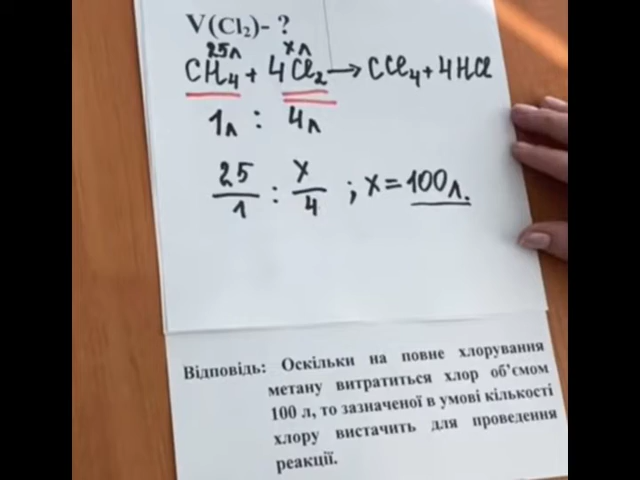 V(Cl₂)- ?
25л хл
CH₄ + 4Cl₂ → CCl₄ + 4HCl
1л : 4л
25/1 : x/4 ; x = 100л.
Відповідь: Оскільки на повне хлорування
метану витратиться хлор об'ємом
100 л, то зазначеної в умові кількості
хлору вистачить для проведення
реакції.